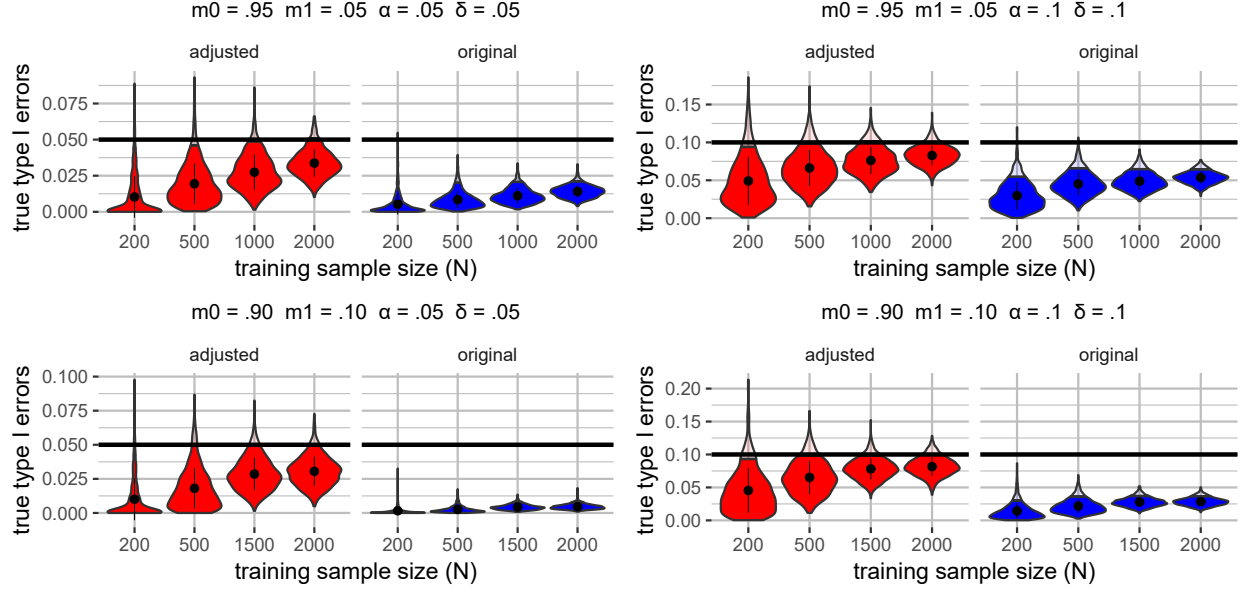 m0 = .95 m1 = .05 α = .05 δ = .05
adjusted
original
true type I errors
0.075
0.050
0.025
0.000
200
500
1000
2000
200
500
1000
2000
training sample size (N)
m0 = .95 m1 = .05 α = .1 δ = .1
adjusted
original
true type I errors
0.15
0.10
0.05
0.00
200
500
1000
2000
200
500
1000
2000
training sample size (N)
m0 = .90 m1 = .10 α = .05 δ = .05
adjusted
original
true type I errors
0.100
0.075
0.050
0.025
0.000
200
500
1500
2000
200
500
1500
2000
training sample size (N)
m0 = .90 m1 = .10 α = .1 δ = .1
adjusted
original
true type I errors
0.20
0.15
0.10
0.05
0.00
200
500
1500
2000
200
500
1500
2000
training sample size (N)